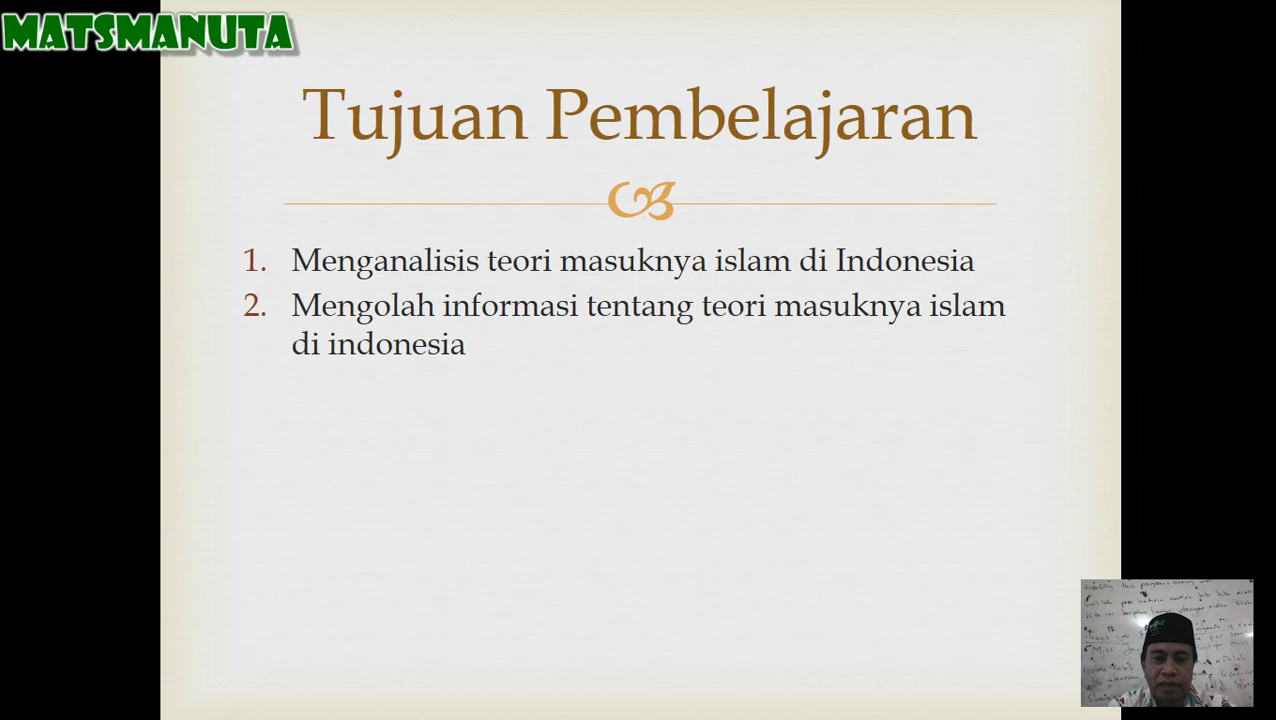 MATSMANUTA
Tujuan Pembelajaran
1. Menganalisis teori masuknya islam di Indonesia
2. Mengolah informasi tentang teori masuknya islam
di indonesia